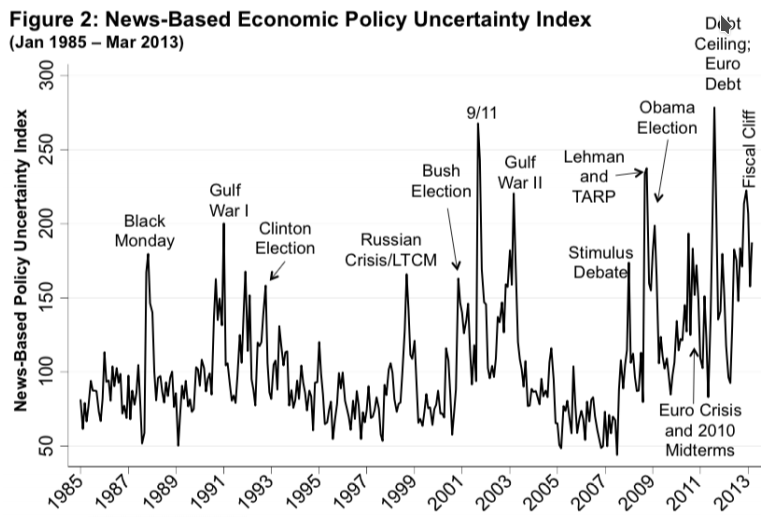 Figure 2: News-Based Economic Policy Uncertainty Index
(Jan 1985 – Mar 2013)
News-Based Policy Uncertainty Index
300
250
200
150
100
50
Black
Monday
Gulf
War I
Clinton
Election
Russian
Crisis/LTCM
Bush
Election
9/11
Gulf
War II
Lehman
and
TARP
Stimulus
Debate
Obama
Election
Debt
Ceiling;
Euro
Debt
Fiscal Cliff
Euro Crisis
and 2010
Midterms
1985
1987
1989
1991
1993
1995
1997
1999
2001
2003
2005
2007
2009
2011
2013